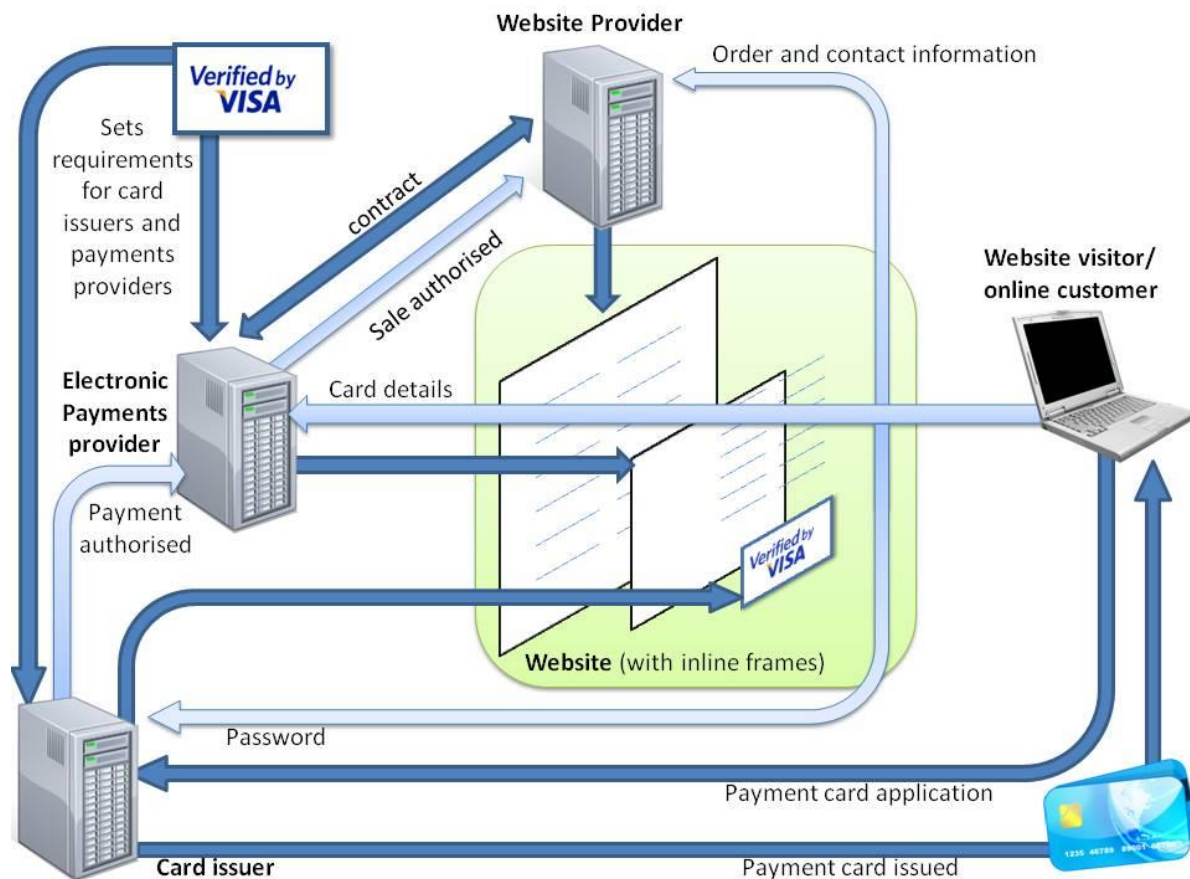 Website Provider
Order and contact information
Verified by
VISA
Sets
requirements
for card
issuers and
payments
providers
contract
Sale authorised
Website visitor/
online customer
Electronic
Payments
provider
Card details
Payment
authorised
Verified by
VISA
Website (with inline frames)
Password
Payment card application
Card issuer
Payment card issued